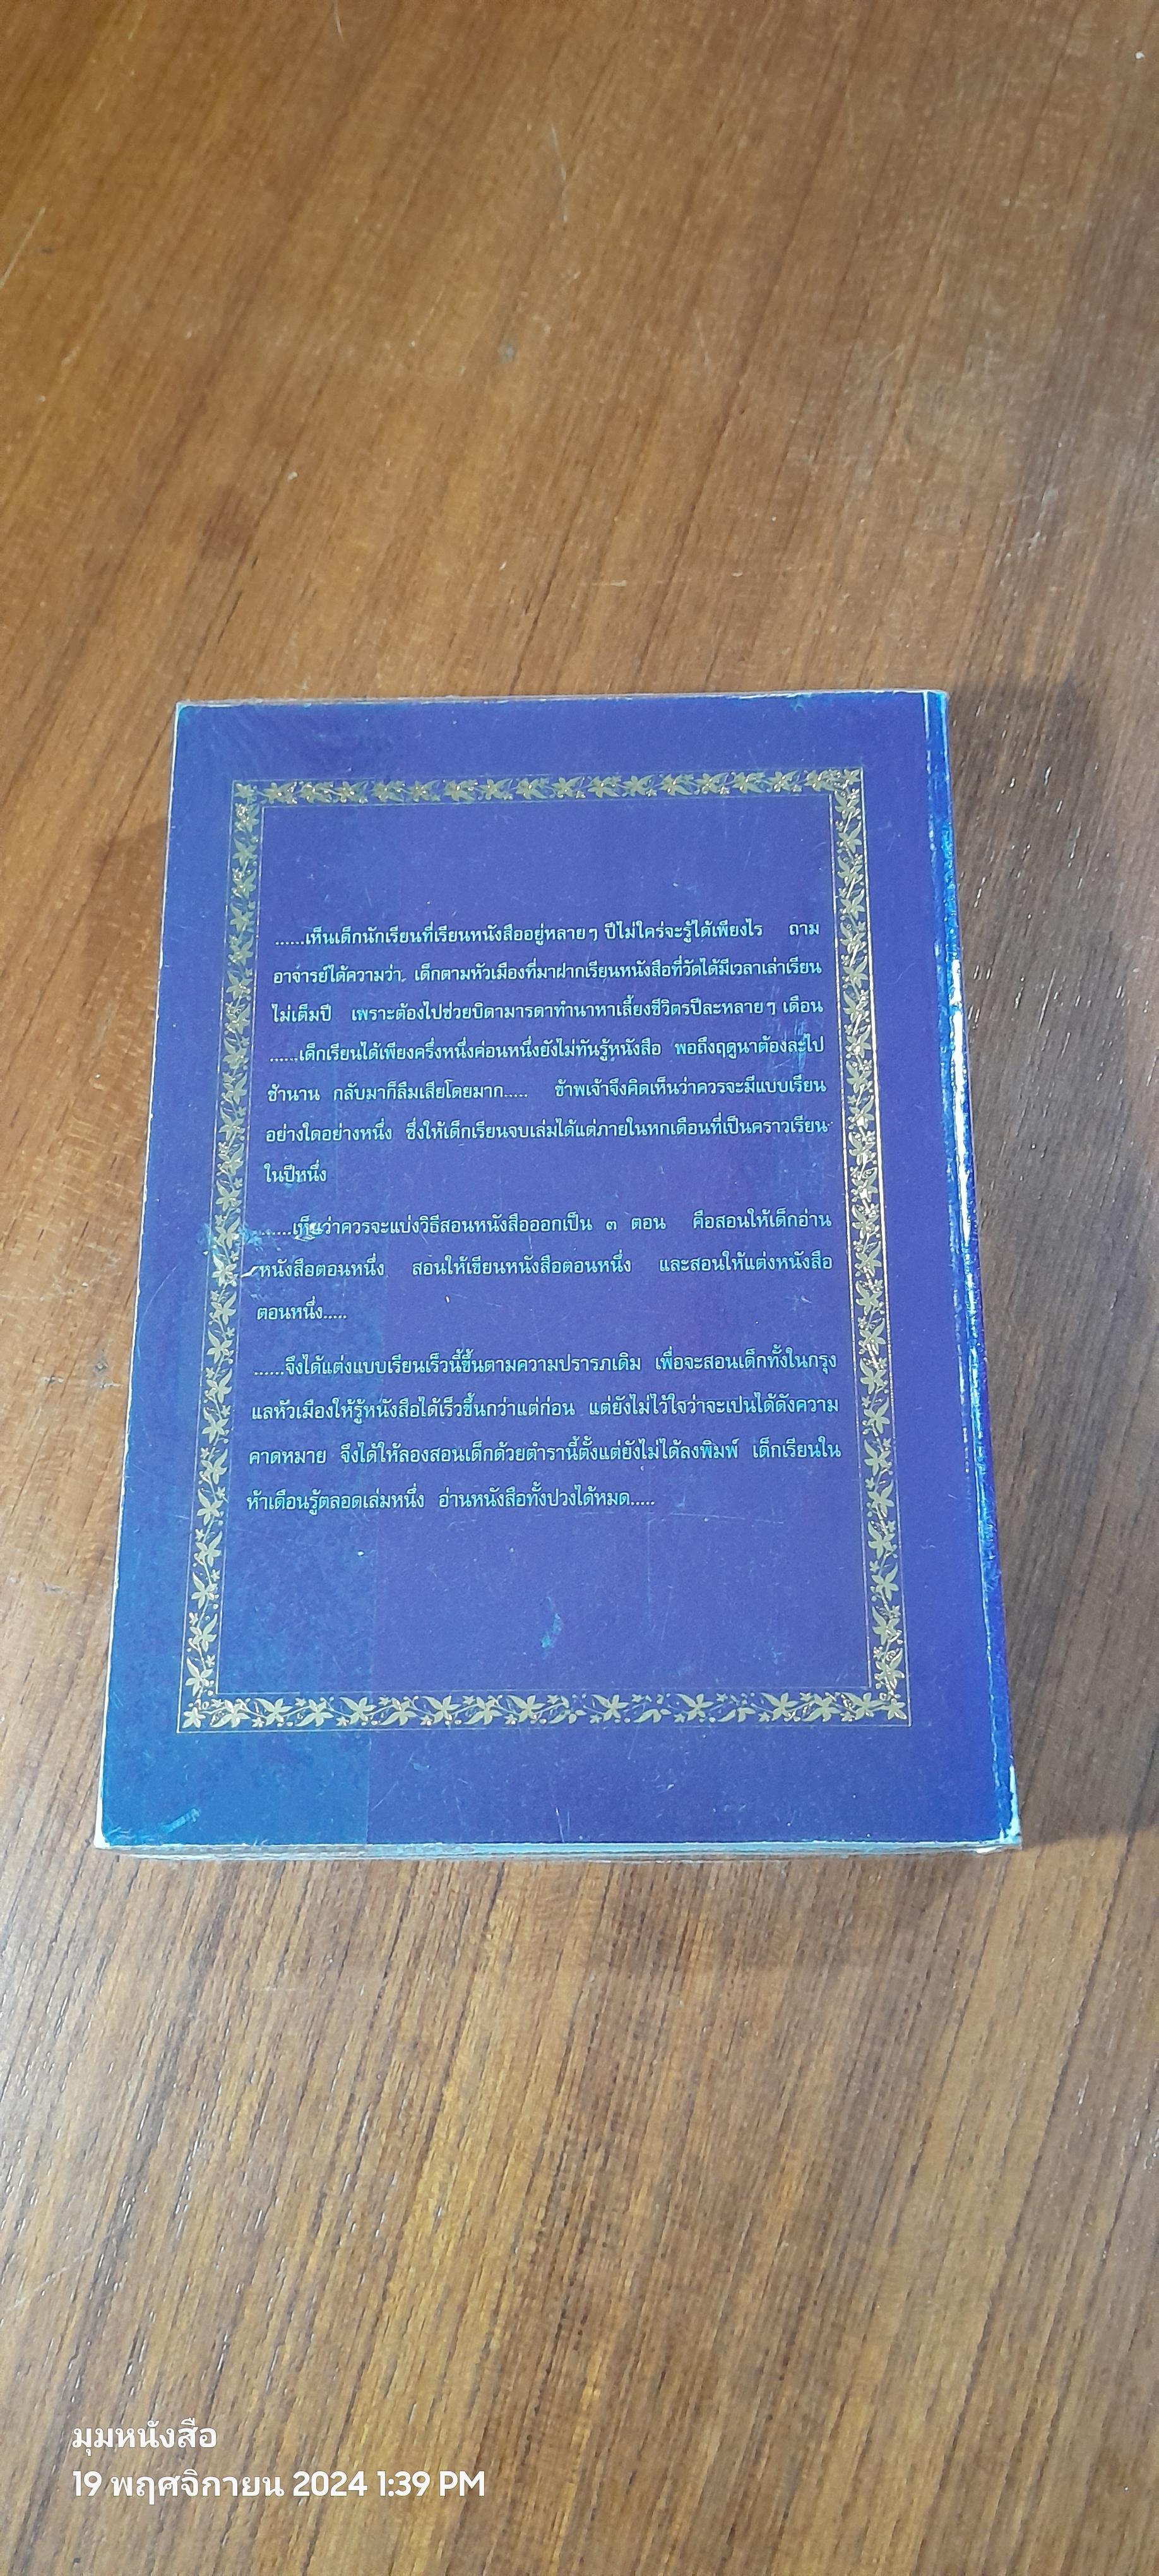 ......เห็นเด็กนักเรียนที่เรียนหนังสืออยู่หลายๆ ปีไม่ใคร่จะรู้ได้เพียงไร ถาม
อาจารย์ได้ความว่า เด็กตามหัวเมืองที่มาฝากเรียนหนังสือที่วัดได้มีเวลาเล่าเรียน
ไม่เต็มปี เพราะต้องไปช่วยบิดามารดาทำนาหาเลี้ยงชีวิตรปีละหลายๆ เดือน
......เด็กเรียนได้เพียงครึ่งหนึ่งค่อนหนึ่งยังไม่ทันรู้หนังสือ พอถึงฤดูนาต้องละไป
ช้านาน กลับมาก็ลืมเสียโดยมาก..... ข้าพเจ้าจึงคิดเห็นว่าควรจะมีแบบเรียน
อย่างใดอย่างหนึ่ง ซึ่งให้เด็กเรียนจบเล่มได้แต่ภายในหกเดือนที่เป็นคราวเรียน
ในปีหนึ่ง
......เห็นว่าควรจะแบ่งวิธีสอนหนังสือออกเป็น ๓ ตอน คือสอนให้เด็กอ่าน
หนังสือตอนหนึ่ง สอนให้เขียนหนังสือตอนหนึ่ง และสอนให้แต่งหนังสือ
ตอนหนึ่ง.....
......จึงได้แต่งแบบเรียนเร็วนี้ขึ้นตามความปรารภเดิม เพื่อจะสอนเด็กทั้งในกรุง
แลหัวเมืองให้รู้หนังสือได้เร็วขึ้นกว่าแต่ก่อน แต่ยังไม่ไว้ใจว่าจะเปนได้ดังความ
คาดหมาย จึงได้ให้ลองสอนเด็กด้วยตำรานี้ตั้งแต่ยังไม่ได้ลงพิมพ์ เด็กเรียนใน
ห้าเดือนรู้ตลอดเล่มหนึ่ง อ่านหนังสือทั้งปวงได้หมด.....
มุมหนังสือ
19 พฤศจิกายน 2024 1:39 PM